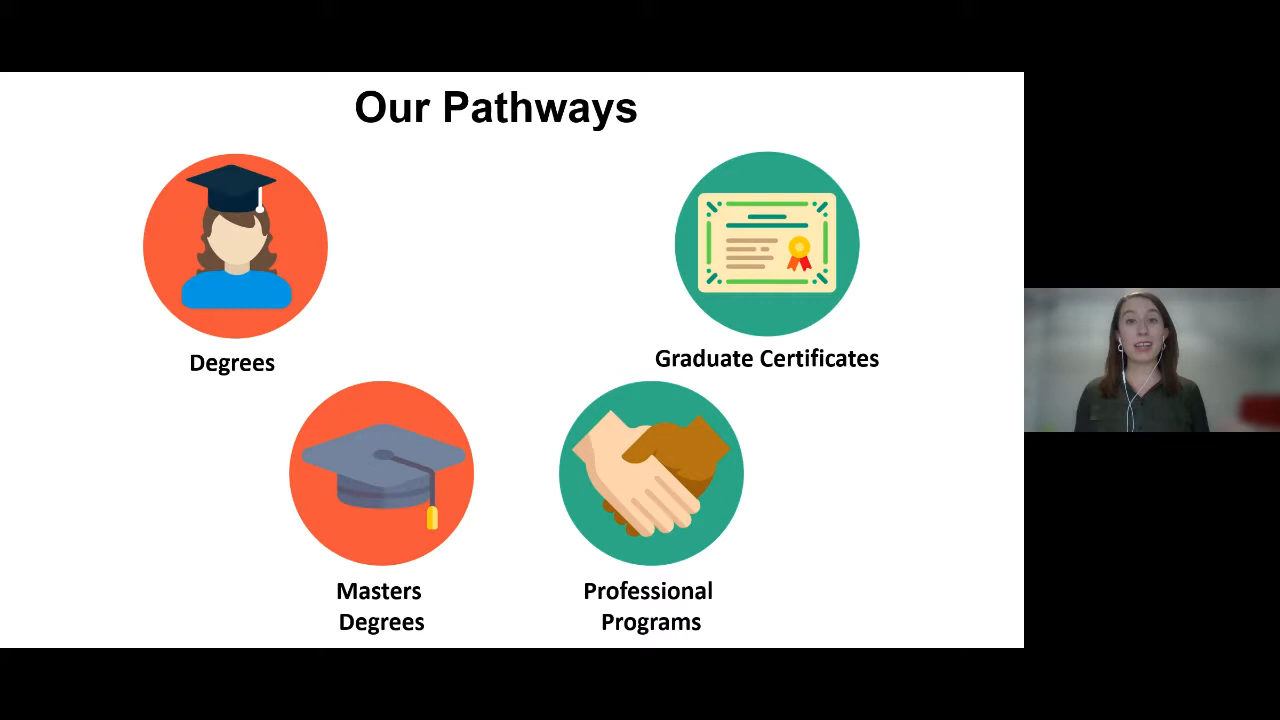 Our Pathways
Degrees
Graduate Certificates
Masters
Degrees
Professional
Programs